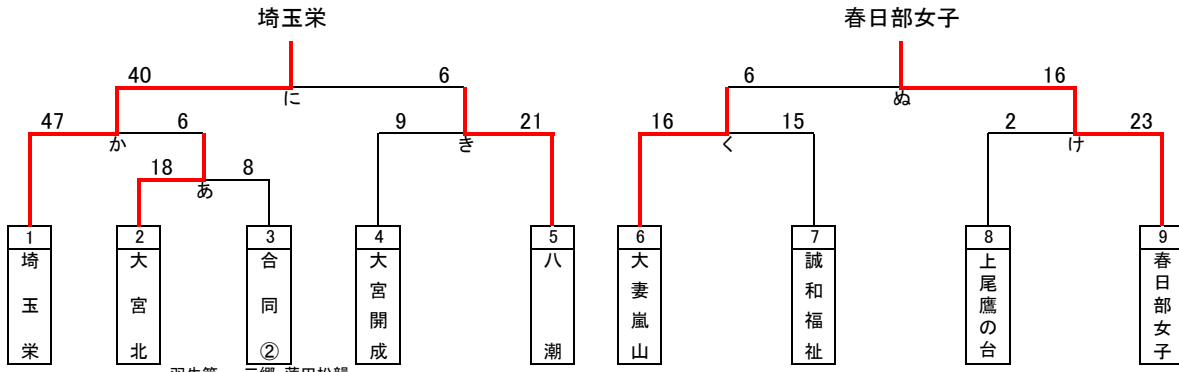 埼玉栄 春日部女子
40 6 6 16
に ぬ
47 6 9 21 16 15 2 23
か き く け
18 8
あ
1 2 3 4 5 6 7 8 9
埼玉栄
大宮北
合同②
大宮開成
八潮
大妻嵐山
誠和福祉
上尾鷹の台
春日部女子